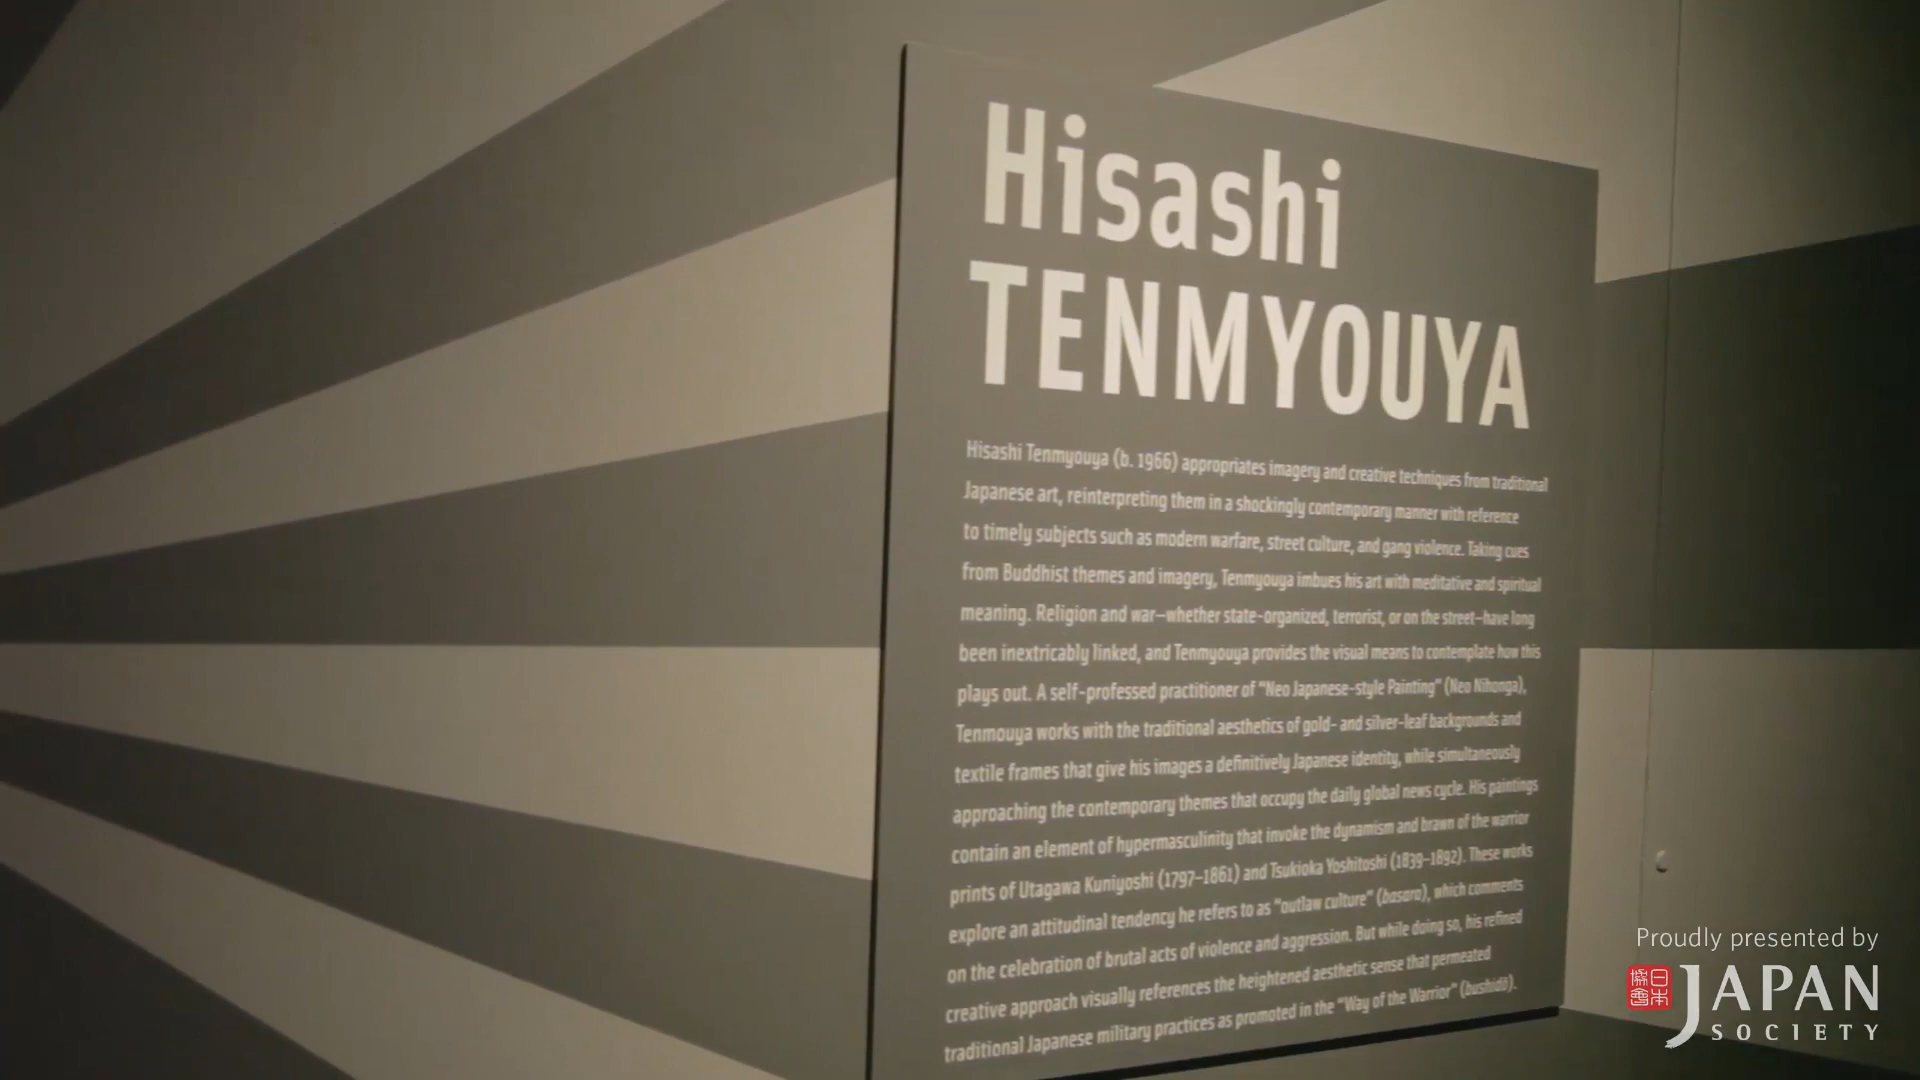 Hisashi
TENMYOUYA
Hisashi Tenmyouya (b. 1966) appropriates imagery and creative techniques from traditional
Japanese art, reinterpreting them in a shockingly contemporary manner with reference
to timely subjects such as modern warfare, street culture, and gang violence. Taking cues
from Buddhist themes and imagery, Tenmyouya imbues his art with meditative and spiritual
meaning. Religion and war—whether state-organized, terrorist, or on the street—have long
been inextricably linked, and Tenmyouya provides the visual means to contemplate how this
plays out. A self-professed practitioner of “Neo Japanese-style Painting” (Neo Nihonga),
Tenmouya works with the traditional aesthetics of gold- and silver-leaf backgrounds and
textile frames that give his images a definitively Japanese identity, while simultaneously
approaching the contemporary themes that occupy the daily global news cycle. His paintings
contain an element of hypermasculinity that invoke the dynamism and brawn of the warrior
prints of Utagawa Kuniyoshi (1797–1861) and Tsukioka Yoshitoshi (1839–1892). These works
explore an attitudinal tendency he refers to as “outlaw culture” (basara), which comments
on the celebration of brutal acts of violence and aggression. But while doing so, his refined
creative approach visually references the heightened aesthetic sense that permeated
traditional Japanese military practices as promoted in the “Way of the Warrior” (bushidō).
Proudly presented by
日本協會
JAPAN
SOCIETY